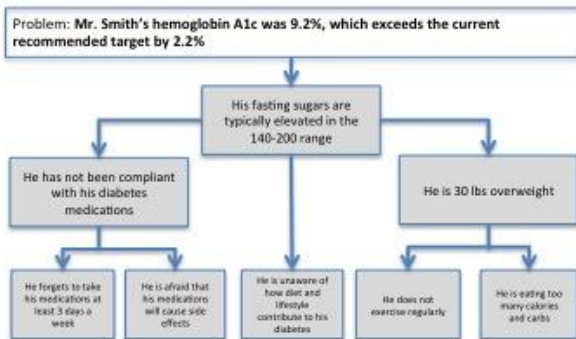 Problem: Mr. Smith's hemoglobin A1c was 9.2%, which exceeds the current
recommended target by 2.2%
His fasting sugars are
typically elevated in the
140-200 range
He has not been compliant
with his diabetes
medications
He is 30 lbs overweight
He forgets to take
his medications at
least 3 days a
week
He is afraid that
his medications
will cause side
effects
He is unaware of
how diet and
lifestyle
contribute to his
diabetes
He does not
exercise regularly
He is eating too
many calories
and carbs